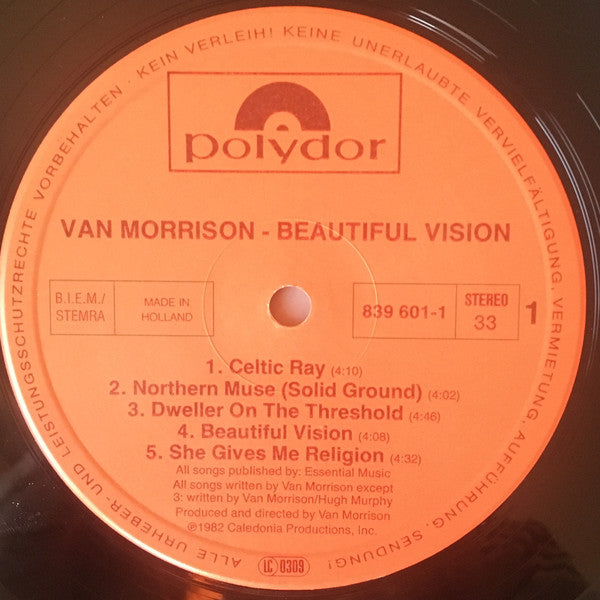 ALLE URHEBER- UND LEISTUNGSSCHUTZRECHTE VORBEHALTEN · KEIN VERLEIH! KEINE UNERLAUBTE VERVIELFÄLTIGUNG, VERMIETUNG, AUFFÜHRUNG, SENDUNG!
polydor
VAN MORRISON - BEAUTIFUL VISION
B.I.E.M./
STEMRA
MADE IN
HOLLAND
839 601-1
STEREO
33
1
1. Celtic Ray (4:10)
2. Northern Muse (Solid Ground) (4:02)
3. Dweller On The Threshold (4:46)
4. Beautiful Vision (4:08)
5. She Gives Me Religion (4:32)
All songs published by: Essential Music
All songs written by Van Morrison except
3: written by Van Morrison/Hugh Murphy
Produced and directed by Van Morrison
℗1982 Caledonia Productions, Inc.
LC 0309